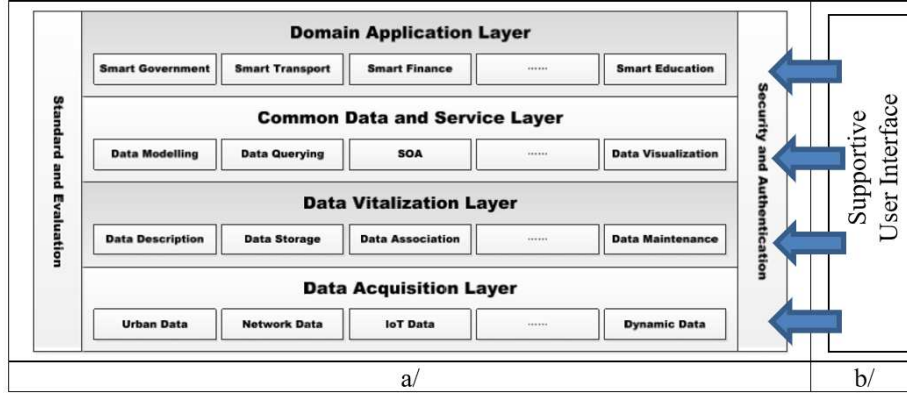 Standard and Evaluation
Domain Application Layer
Smart Government Smart Transport Smart Finance ...... Smart Education
Common Data and Service Layer
Data Modelling Data Querying SOA ...... Data Visualization
Data Vitalization Layer
Data Description Data Storage Data Association ...... Data Maintenance
Data Acquisition Layer
Urban Data Network Data IoT Data ...... Dynamic Data
Security and Authentication
Supportive
User Interface
a/ b/